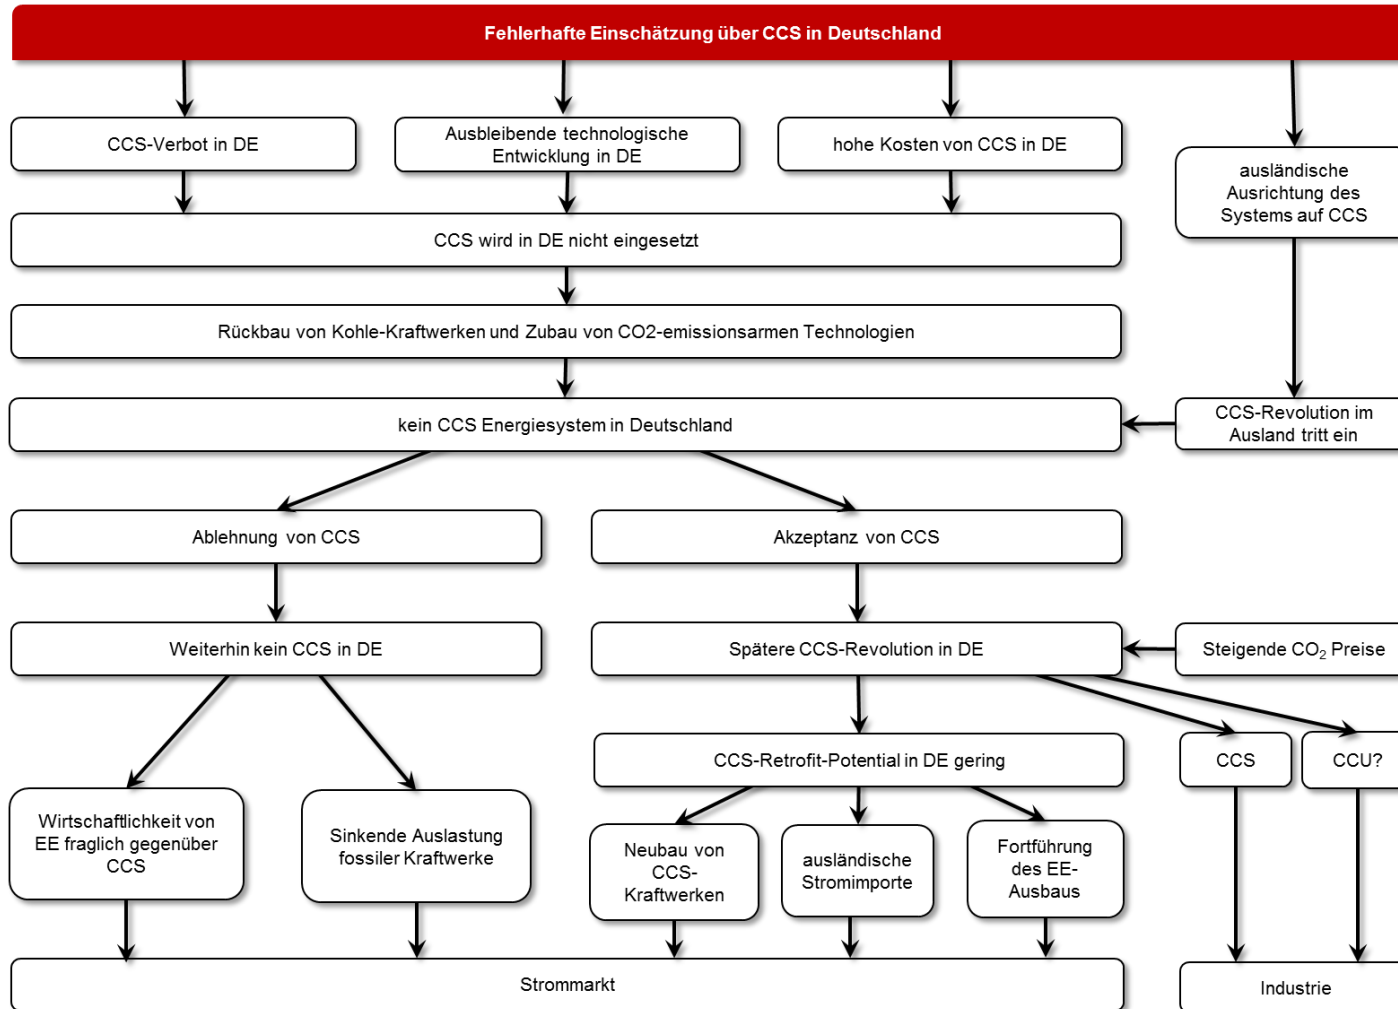 Fehlerhafte Einschätzung über CCS in Deutschland
CCS-Verbot in DE
Ausbleibende technologische
Entwicklung in DE
hohe Kosten von CCS in DE
ausländische
Ausrichtung des
Systems auf CCS
CCS wird in DE nicht eingesetzt
Rückbau von Kohle-Kraftwerken und Zubau von CO2-emissionsarmen Technologien
kein CCS Energiesystem in Deutschland
CCS-Revolution im
Ausland tritt ein
Ablehnung von CCS
Akzeptanz von CCS
Weiterhin kein CCS in DE
Spätere CCS-Revolution in DE
Steigende CO₂ Preise
CCS-Retrofit-Potential in DE gering
CCS
CCU?
Wirtschaftlichkeit von
EE fraglich gegenüber
CCS
Sinkende Auslastung
fossiler Kraftwerke
Neubau von
CCS-
Kraftwerken
ausländische
Stromimporte
Fortführung
des EE-
Ausbaus
Strommarkt
Industrie